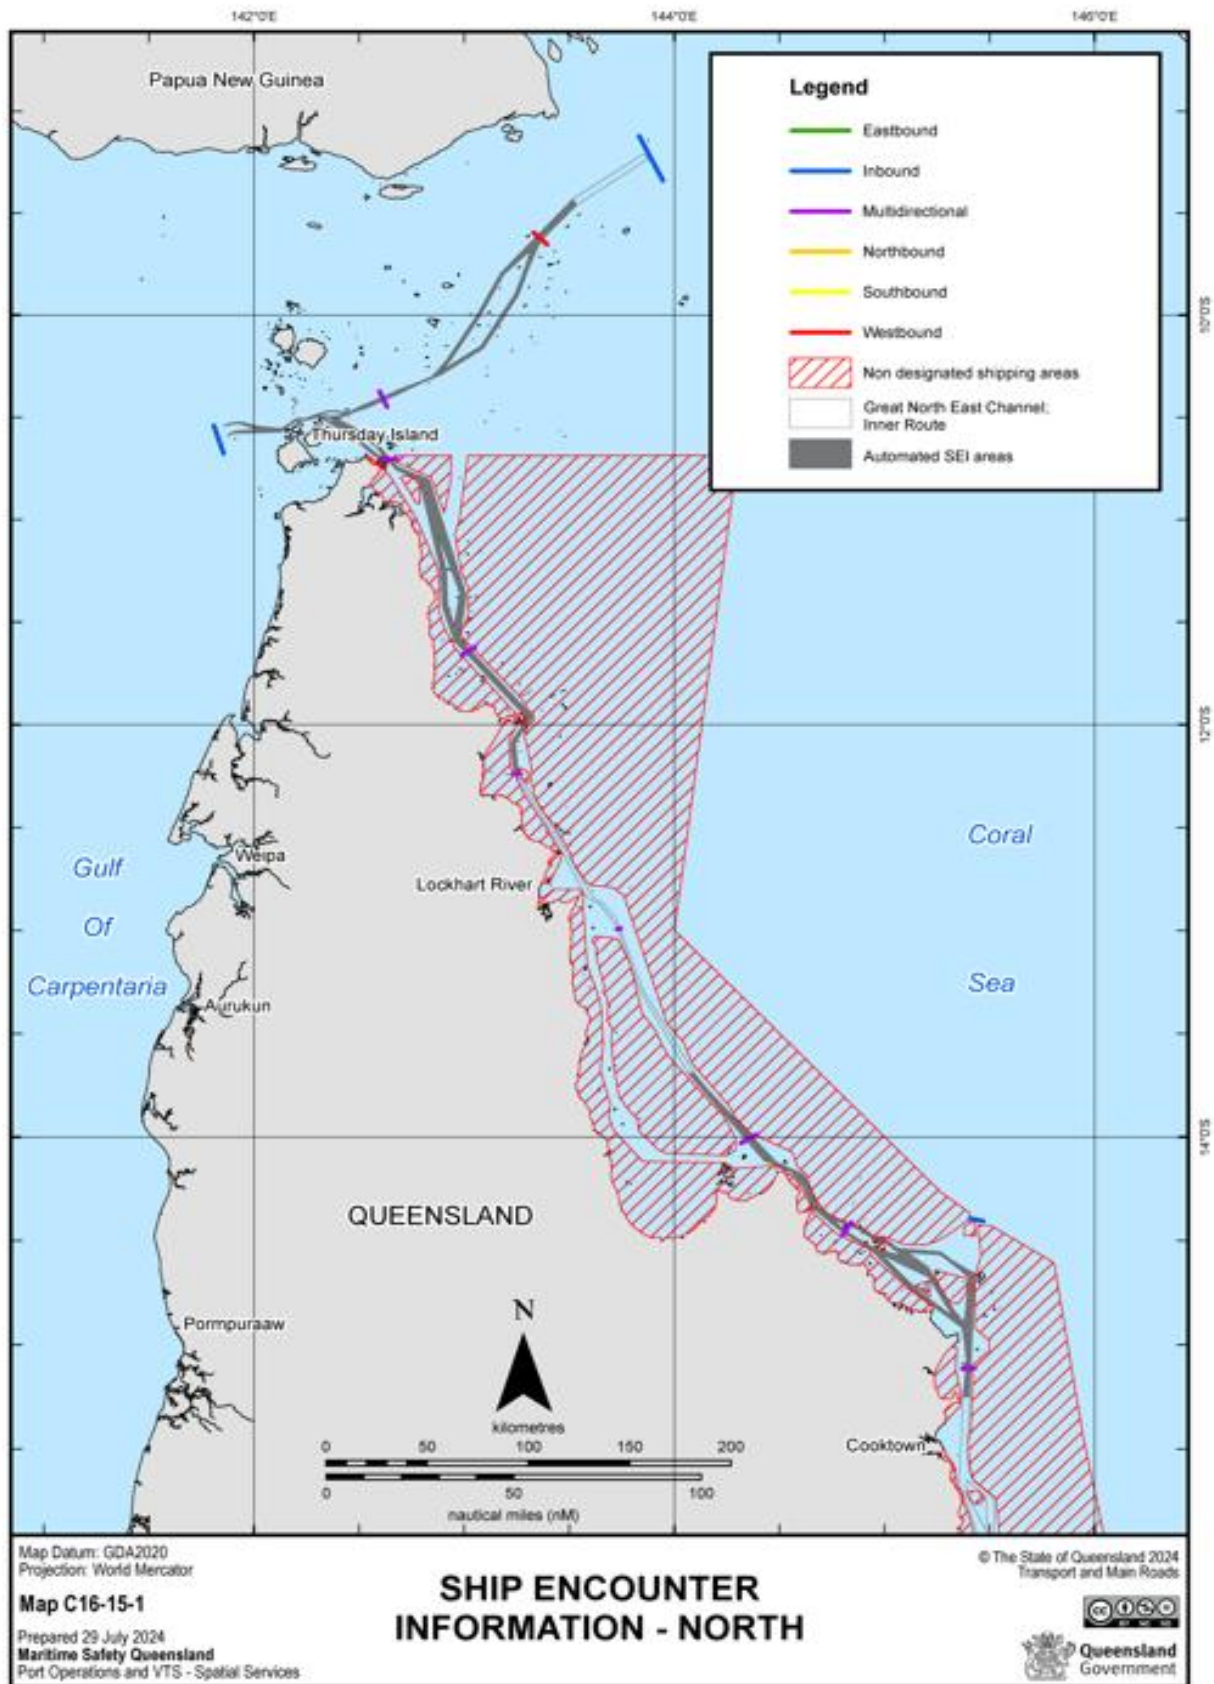 142°0'E
144°0'E
146°0'E
Papua New Guinea
Legend
Eastbound
Inbound
Multidirectional
Northbound
Southbound
Westbound
Non designated shipping areas
Great North East Channel;
Inner Route
Automated SEI areas
10°0'S
Thursday Island
12°0'S
Gulf
Of
Carpentaria
Weipa
Lockhart River
Coral
Sea
Aurukun
14°0'S
QUEENSLAND
N
Pormpuraaw
kilometres
0 50 100 150 200
0 50 100
nautical miles (nM)
Cooktown
Map Datum: GDA2020
Projection: World Mercator
Map C16-15-1
Prepared 29 July 2024
Maritime Safety Queensland
Port Operations and VTS - Spatial Services
SHIP ENCOUNTER
INFORMATION - NORTH
© The State of Queensland 2024
Transport and Main Roads
Queensland
Government